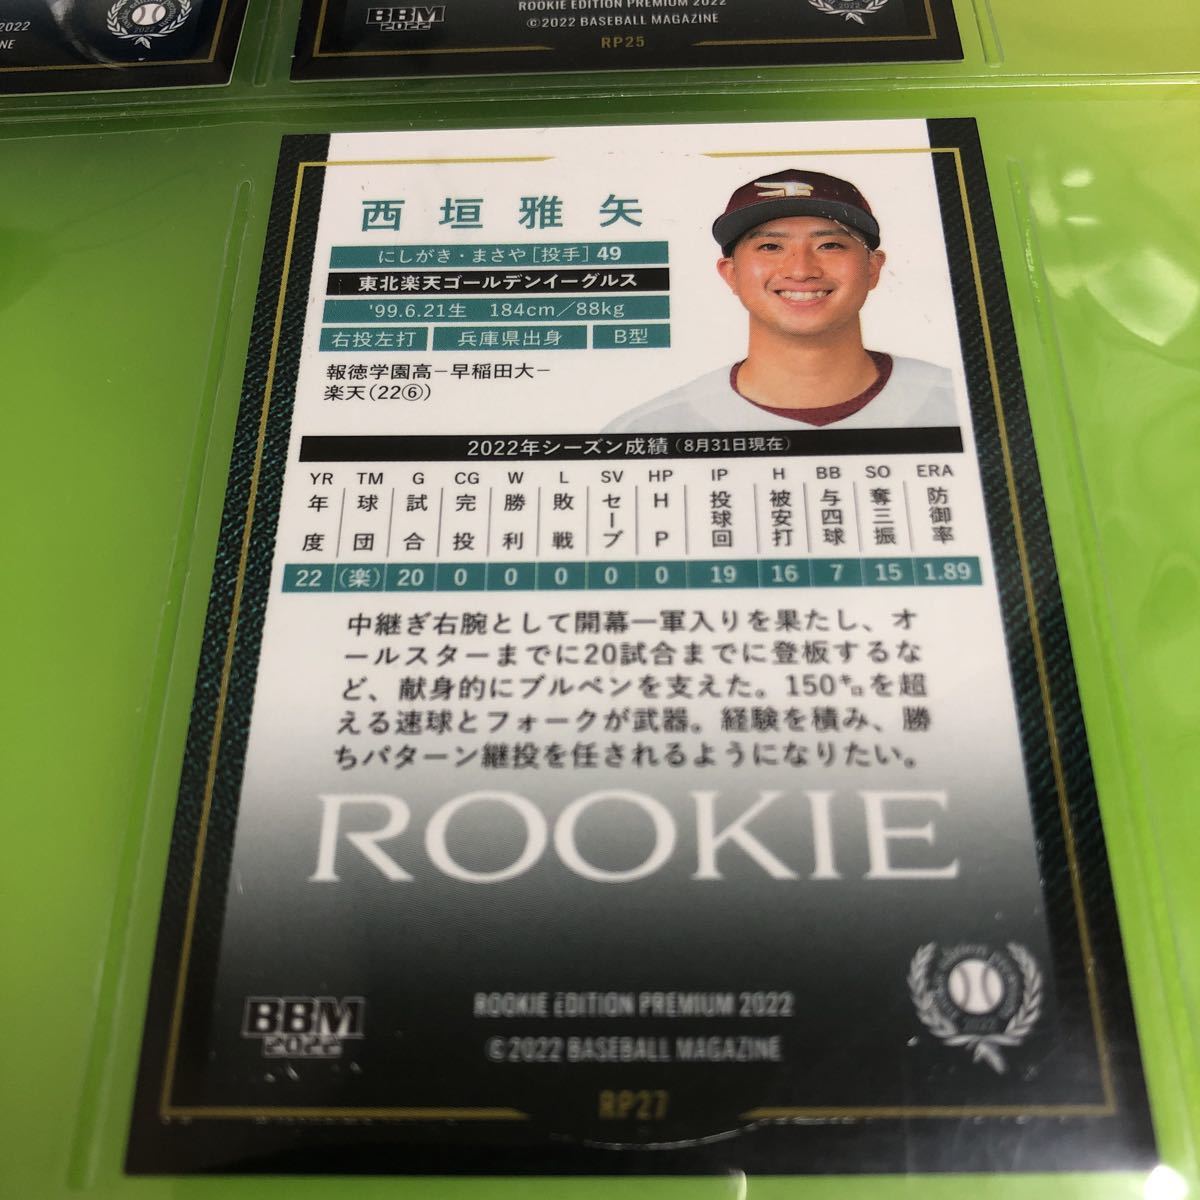 2022
MAGAZINE
2022
BBM
2022
ROOKIE EDITION PREMIUM 2022
©2022 BASEBALL MAGAZINE
RP25
西垣雅矢
にしがき・まさや[投手]49
東北楽天ゴールデンイーグルス
'99.6.21生 184cm/88kg
右投左打 兵庫県出身 B型
報徳学園高−早稲田大−
楽天(22⑥)
2022年シーズン成績(8月31日現在)
YR TM G CG W L SV HP IP H BB SO ERA
年度 球団 試合 完投 勝利 敗戦 セーブ HP 投球回 被安打 与四球 奪三振 防御率
22 (楽) 20 0 0 0 0 0 19 16 7 15 1.89
中継ぎ右腕として開幕一軍入りを果たし、オ
ールスターまでに20試合までに登板するな
ど、献身的にブルペンを支えた。150㌔を超
える速球とフォークが武器。経験を積み、勝
ちパターン継投を任されるようになりたい。
ROOKIE
BBM
2022
ROOKIE EDITION PREMIUM 2022
©2022 BASEBALL MAGAZINE
2022
RP27